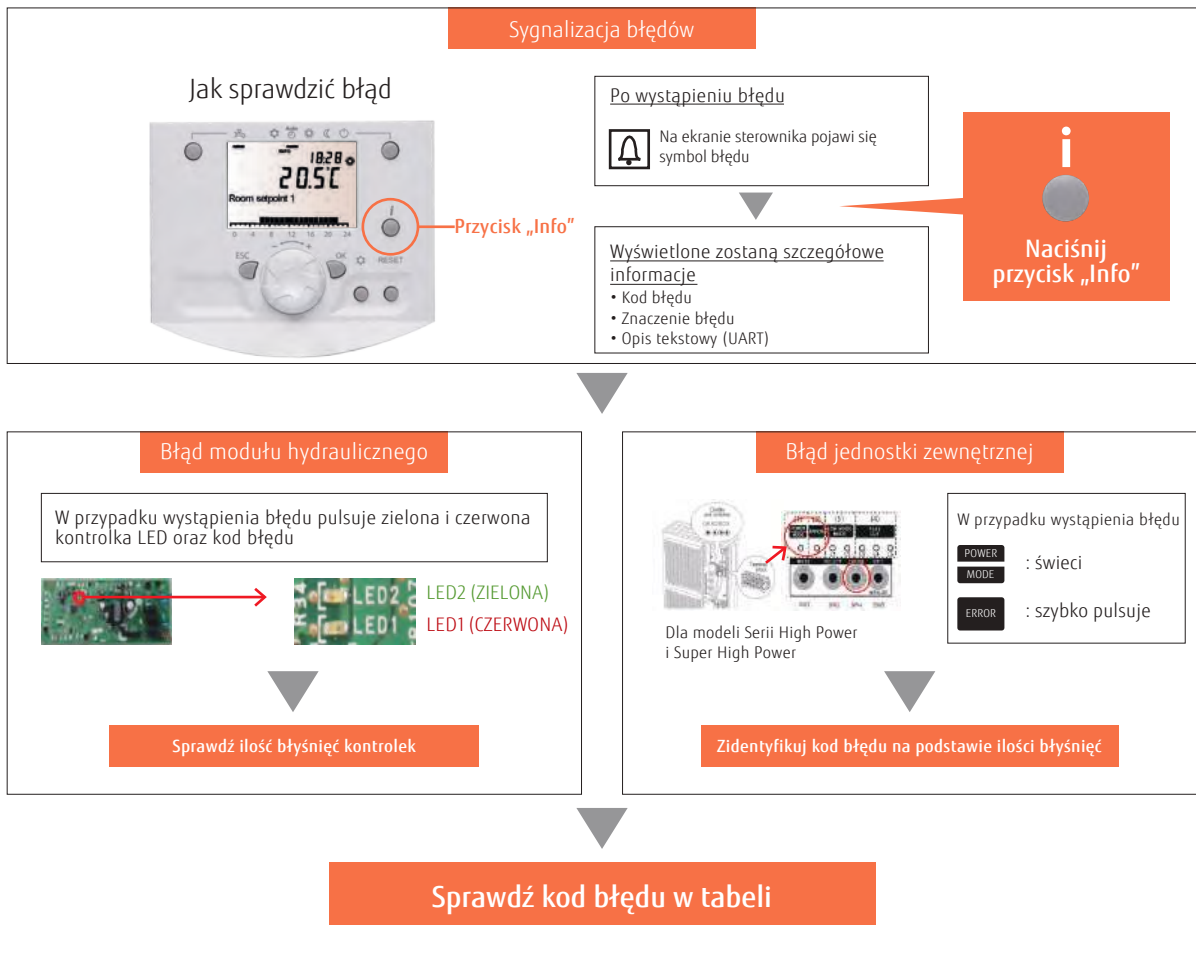 Sygnalizacja błędów
Jak sprawdzić błąd
Auto
18:28
20.5°C
Room setpoint 1
0 4 8 12 16 20 24
i
- +
ESC
OK
RESET
Przycisk „Info”
Po wystąpieniu błędu
Na ekranie sterownika pojawi się
symbol błędu
Wyświetlone zostaną szczegółowe
informacje
• Kod błędu
• Znaczenie błędu
• Opis tekstowy (UART)
i
Naciśnij
przycisk „Info”
Błąd modułu hydraulicznego
W przypadku wystąpienia błędu pulsuje zielona i czerwona
kontrolka LED oraz kod błędu
R34
LED2
LED1
LED2 (ZIELONA)
LED1 (CZERWONA)
Sprawdź ilość błyśnięć kontrolek
Błąd jednostki zewnętrznej
Dla modeli Serii High Power
i Super High Power
W przypadku wystąpienia błędu
POWER
MODE
: świeci
ERROR
: szybko pulsuje
Zidentyfikuj kod błędu na podstawie ilości błyśnięć
Sprawdź kod błędu w tabeli